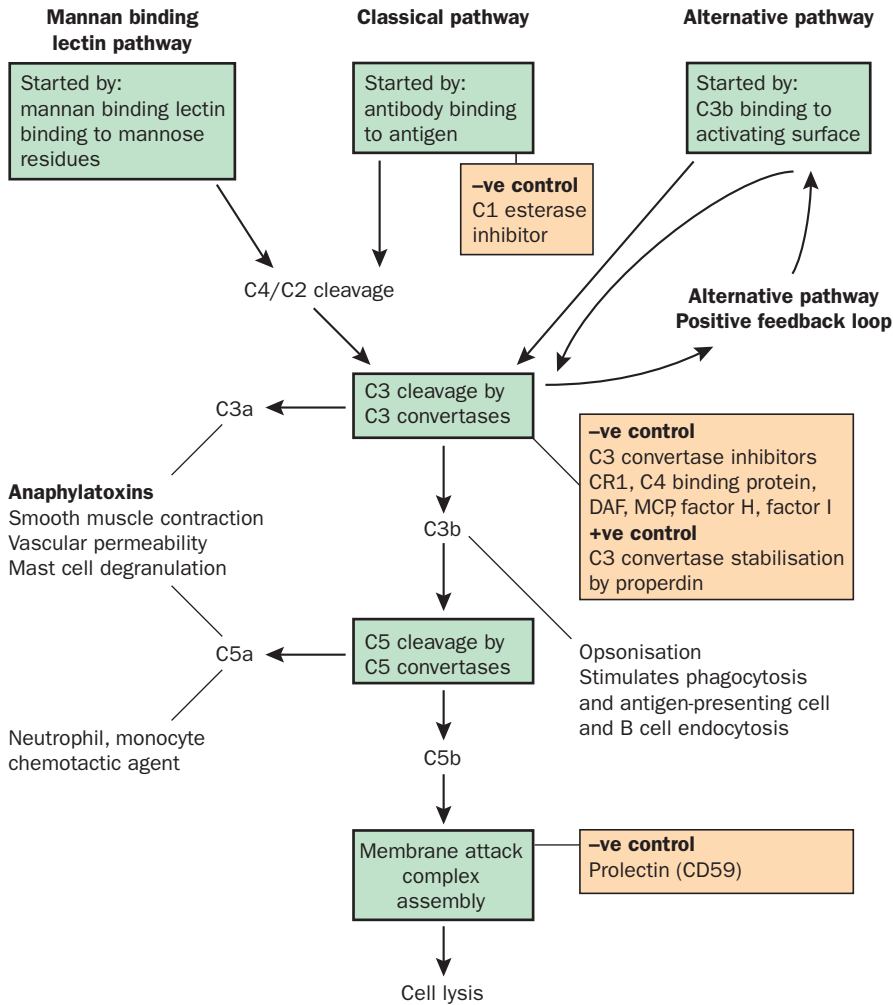 Mannan binding
lectin pathway
Classical pathway
Alternative pathway
Started by:
mannan binding lectin
binding to mannose
residues
Started by:
antibody binding
to antigen
Started by:
C3b binding to
activating surface
–ve control
C1 esterase
inhibitor
C4/C2 cleavage
Alternative pathway
Positive feedback loop
C3 cleavage by
C3 convertases
C3a
–ve control
C3 convertase inhibitors
CR1, C4 binding protein,
DAF, MCP, factor H, factor I
+ve control
C3 convertase stabilisation
by properdin
Anaphylatoxins
Smooth muscle contraction
Vascular permeability
Mast cell degranulation
C3b
C5 cleavage by
C5 convertases
C5a
Opsonisation
Stimulates phagocytosis
and antigen-presenting cell
and B cell endocytosis
Neutrophil, monocyte
chemotactic agent
C5b
Membrane attack
complex
assembly
–ve control
Prolectin (CD59)
Cell lysis